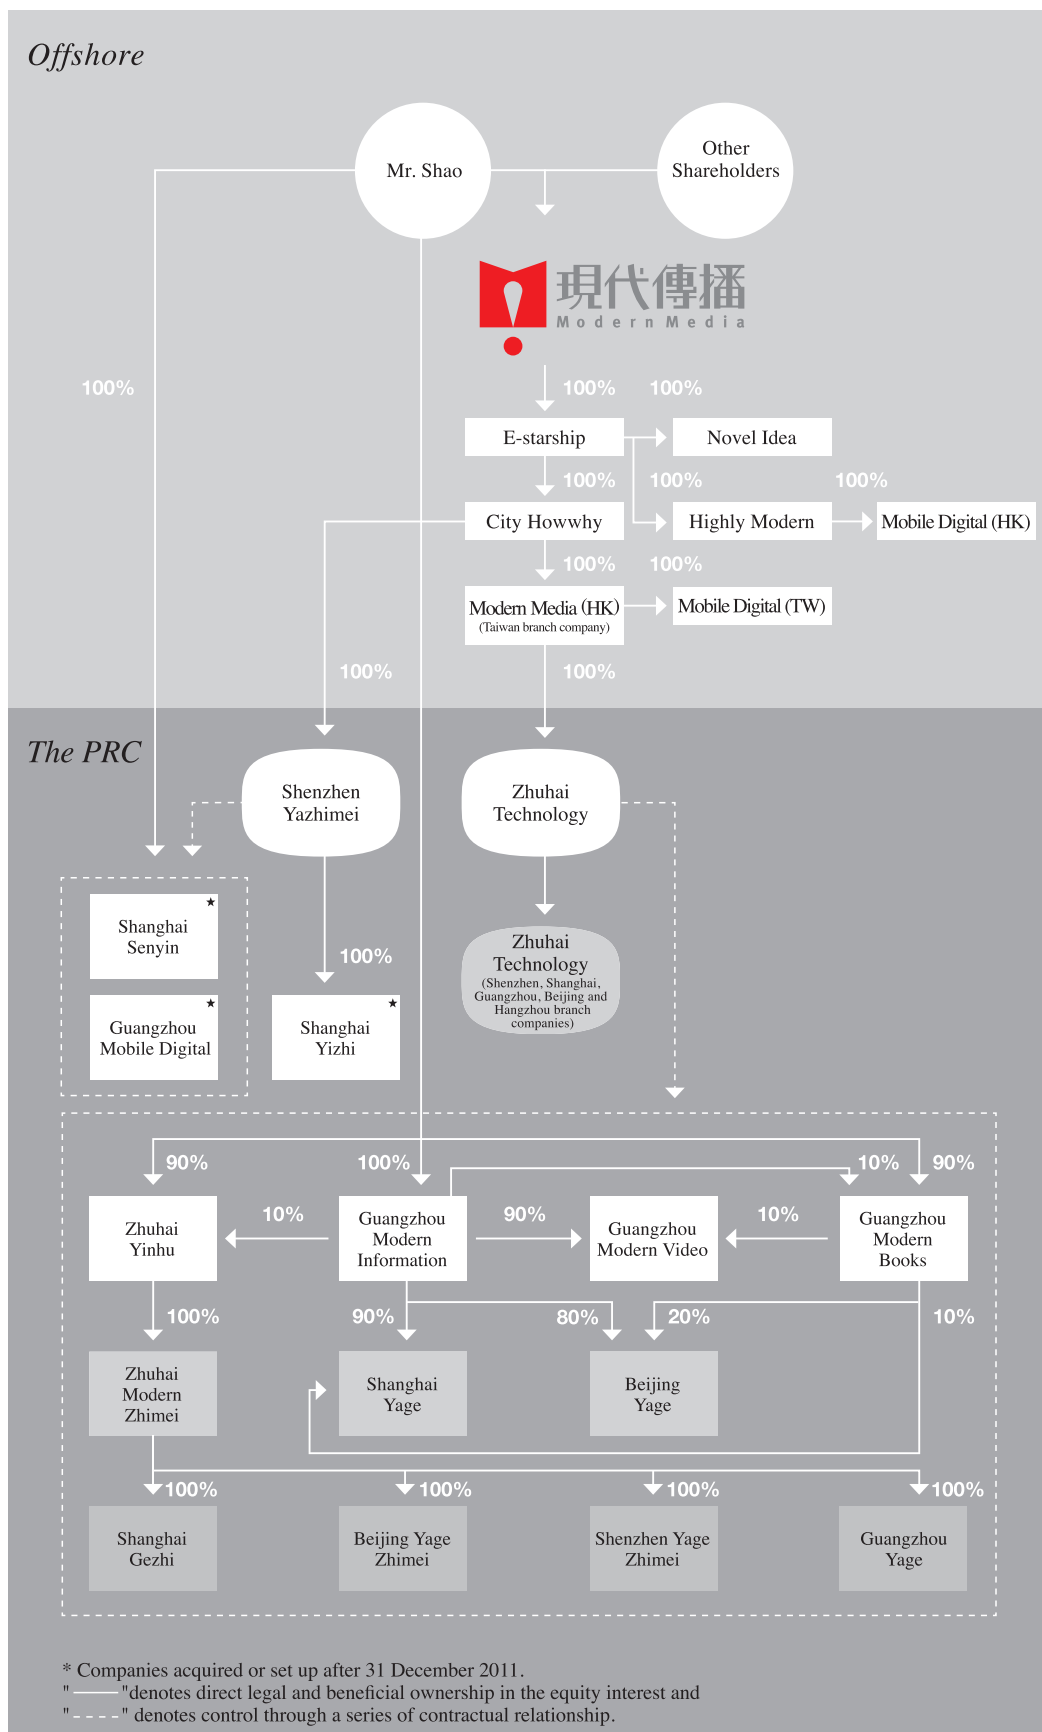 Offshore
Mr. Shao
Other
Shareholders
現代傳播
Modern Media
100%
100%
100%
E-starship
Novel Idea
100%
100%
100%
City Howwhy
Highly Modern
Mobile Digital (HK)
100%
100%
Modern Media (HK)
(Taiwan branch company)
Mobile Digital (TW)
100%
100%
The PRC
Shenzhen
Yazhimei
Zhuhai
Technology
★
Shanghai
Senyin
100%
Zhuhai
Technology
(Shenzhen, Shanghai,
Guangzhou, Beijing and
Hangzhou branch
companies)
★
Guangzhou
Mobile Digital
★
Shanghai
Yizhi
90%
100%
10%
90%
Zhuhai
Yinhu
10%
Guangzhou
Modern
Information
90%
Guangzhou
Modern Video
10%
Guangzhou
Modern
Books
100%
90%
80%
20%
10%
Zhuhai
Modern
Zhimei
Shanghai
Yage
Beijing
Yage
100%
100%
100%
100%
Shanghai
Gezhi
Beijing Yage
Zhimei
Shenzhen Yage
Zhimei
Guangzhou
Yage
* Companies acquired or set up after 31 December 2011.
" —— "denotes direct legal and beneficial ownership in the equity interest and
" - - - - " denotes control through a series of contractual relationship.